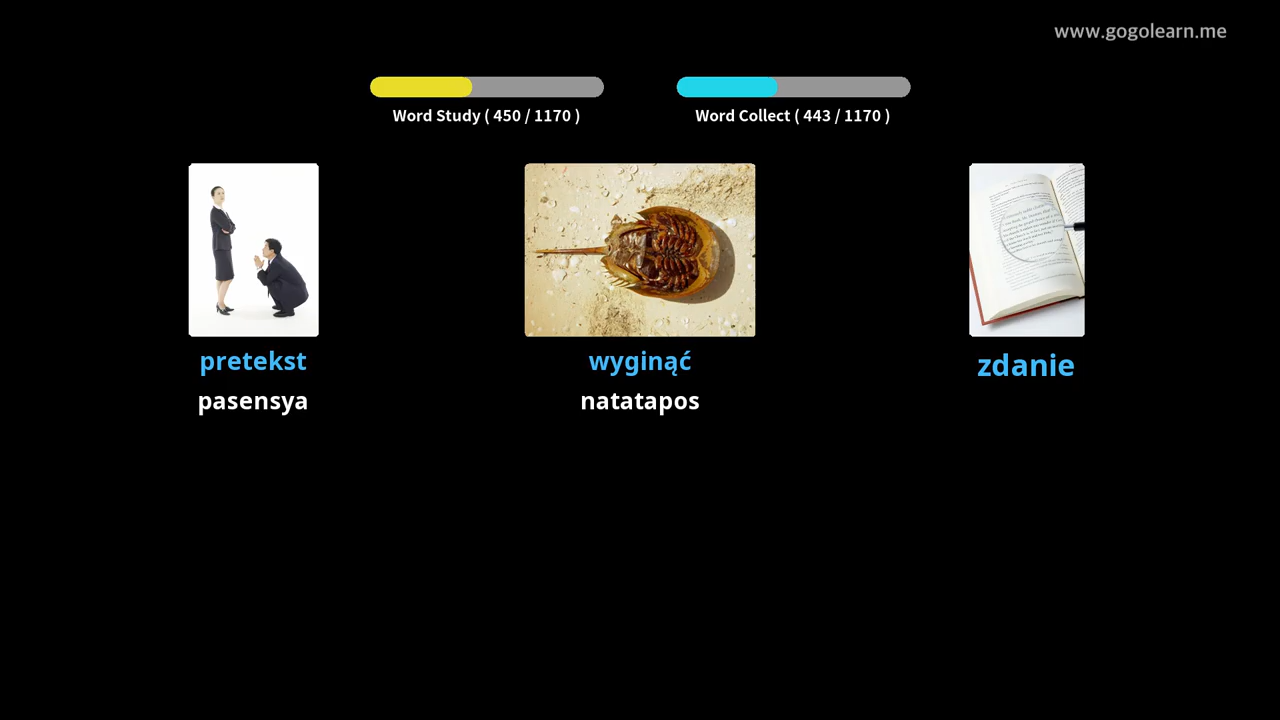 www.gogolearn.me
Word Study ( 450 / 1170 )
Word Collect ( 443 / 1170 )
pretekst
pasensya
wyginąć
natatapos
zdanie